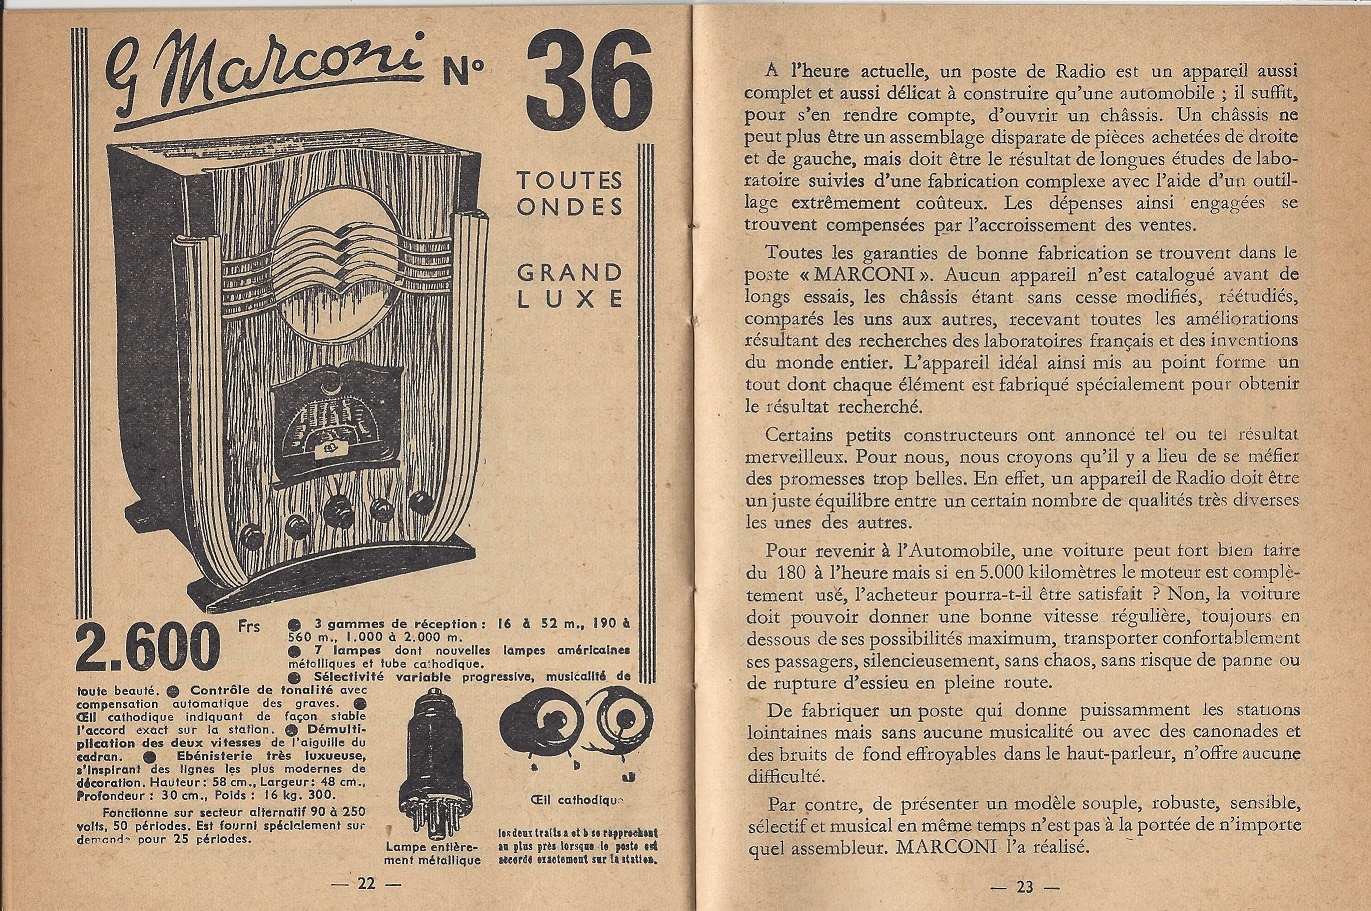 G Marconi N° 36
TOUTES
ONDES
GRAND
LUXE
2.600 Frs
● 3 gammes de réception : 16 à 52 m., 190 à
560 m., 1.000 à 2.000 m.
● 7 lampes dont nouvelles lampes américaines
métalliques et tube cathodique.
● Sélectivité variable progressive, musicalité de
toute beauté. ● Contrôle de tonalité avec
compensation automatique des graves. ●
Œil cathodique indiquant de façon stable
l'accord exact sur la station. ● Démulti-
plication des deux vitesses de l'aiguille du
cadran. ● Ebénisterie très luxueuse,
s'inspirant des lignes les plus modernes de
décoration. Hauteur : 58 cm., Largeur : 48 cm.,
Profondeur : 30 cm., Poids : 16 kg. 300.
Fonctionne sur secteur alternatif 90 à 250
volts, 50 périodes. Est fourni spécialement sur
demande pour 25 périodes.
Lampe entière-
ment métallique
a b
Œil cathodique
les deux traits a et b se rapprochent
au plus près lorsque le poste est
accordé exactement sur la station.
— 22 —
A l'heure actuelle, un poste de Radio est un appareil aussi
complet et aussi délicat à construire qu'une automobile ; il suffit,
pour s'en rendre compte, d'ouvrir un châssis. Un châssis ne
peut plus être un assemblage disparate de pièces achetées de droite
et de gauche, mais doit être le résultat de longues études de labo-
ratoire suivies d'une fabrication complexe avec l'aide d'un outil-
lage extrêmement coûteux. Les dépenses ainsi engagées se
trouvent compensées par l'accroissement des ventes.
Toutes les garanties de bonne fabrication se trouvent dans le
poste « MARCONI ». Aucun appareil n'est catalogué avant de
longs essais, les châssis étant sans cesse modifiés, réétudiés,
comparés les uns aux autres, recevant toutes les améliorations
résultant des recherches des laboratoires français et des inventions
du monde entier. L'appareil idéal ainsi mis au point forme un
tout dont chaque élément est fabriqué spécialement pour obtenir
le résultat recherché.
Certains petits constructeurs ont annoncé tel ou tel résultat
merveilleux. Pour nous, nous croyons qu'il y a lieu de se méfier
des promesses trop belles. En effet, un appareil de Radio doit être
un juste équilibre entre un certain nombre de qualités très diverses
les unes des autres.
Pour revenir à l'Automobile, une voiture peut fort bien faire
du 180 à l'heure mais si en 5.000 kilomètres le moteur est complè-
tement usé, l'acheteur pourra-t-il être satisfait ? Non, la voiture
doit pouvoir donner une bonne vitesse régulière, toujours en
dessous de ses possibilités maximum, transporter confortablement
ses passagers, silencieusement, sans chaos, sans risque de panne ou
de rupture d'essieu en pleine route.
De fabriquer un poste qui donne puissamment les stations
lointaines mais sans aucune musicalité ou avec des canonades et
des bruits de fond effroyables dans le haut-parleur, n'offre aucune
difficulté.
Par contre, de présenter un modèle souple, robuste, sensible,
sélectif et musical en même temps n'est pas à la portée de n'importe
quel assembleur. MARCONI l'a réalisé.
— 23 —